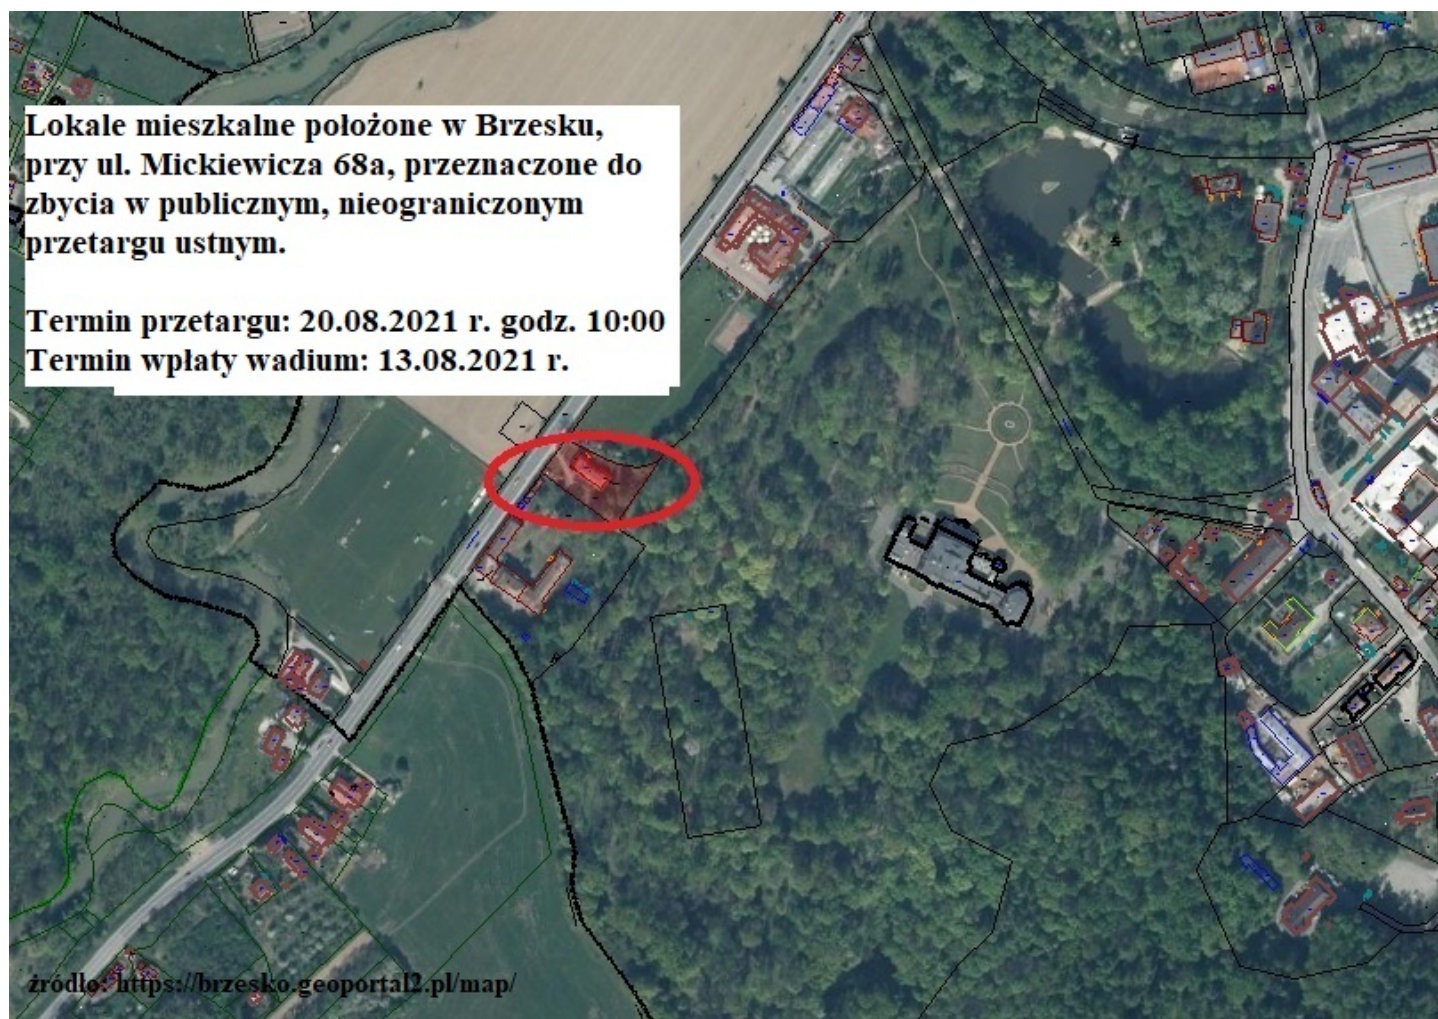 Lokale mieszkalne położone w Brzesku,
przy ul. Mickiewicza 68a, przeznaczone do
zbycia w publicznym, nieograniczonym
przetargu ustnym.
Termin przetargu: 20.08.2021 r. godz. 10:00
Termin wpłaty wadium: 13.08.2021 r.
źródło: https://brzesko.geoportal2.pl/map/